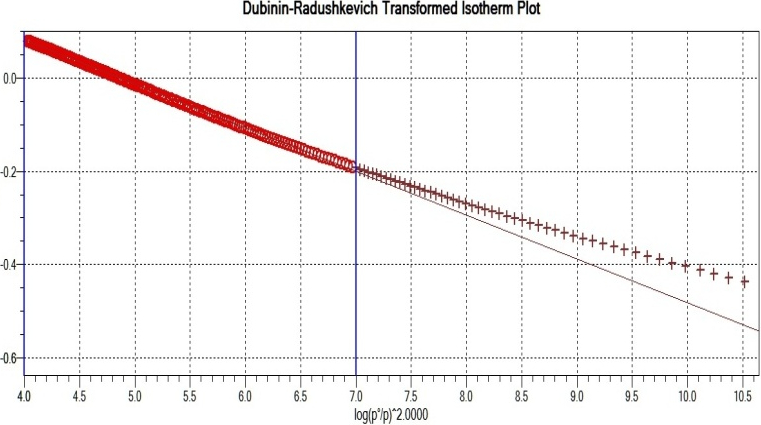 Dubinin-Radushkevich Transformed Isotherm Plot
0.0
-0.2
-0.4
-0.6
4.0 4.5 5.0 5.5 6.0 6.5 7.0 7.5 8.0 8.5 9.0 9.5 10.0 10.5
log(p°/p)^2.0000